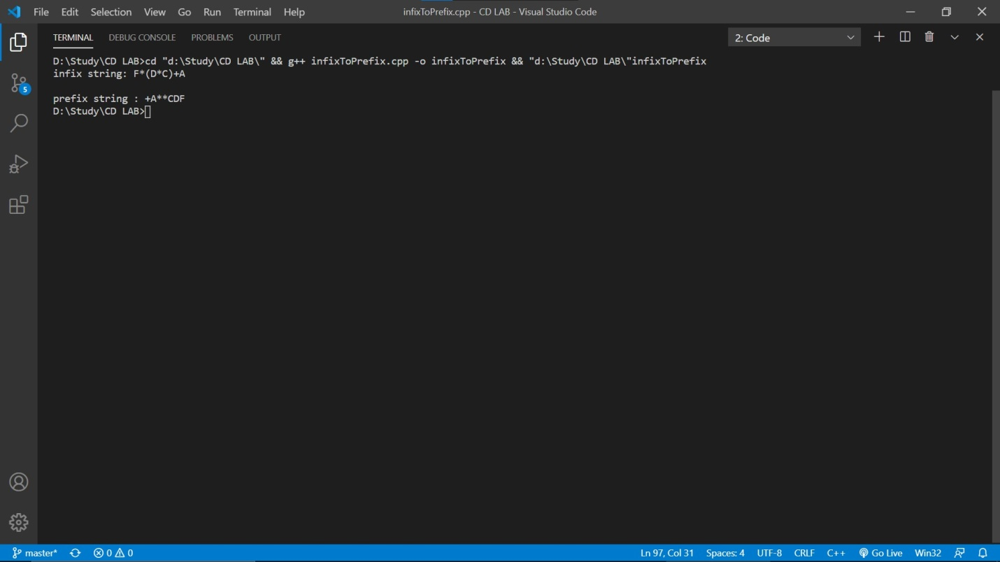 File Edit Selection View Go Run Terminal Help infixToPrefix.cpp - CD LAB - Visual Studio Code
TERMINAL DEBUG CONSOLE PROBLEMS OUTPUT 2: Code
D:\Study\CD LAB>cd "d:\Study\CD LAB\" && g++ infixToPrefix.cpp -o infixToPrefix && "d:\Study\CD LAB\"infixToPrefix
infix string: F*(D*C)+A
prefix string : +A**CDF
D:\Study\CD LAB>
5
master* 0 0 Ln 97, Col 31 Spaces: 4 UTF-8 CRLF C++ Go Live Win32